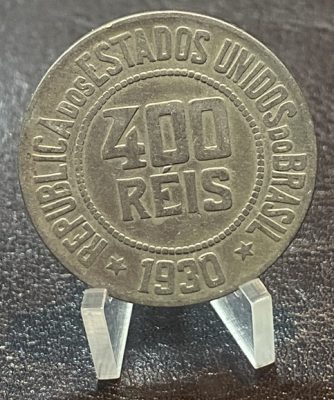 REPUBLICA DOS ESTADOS UNIDOS DO BRASIL
400
RÉIS
★ 1930 ★